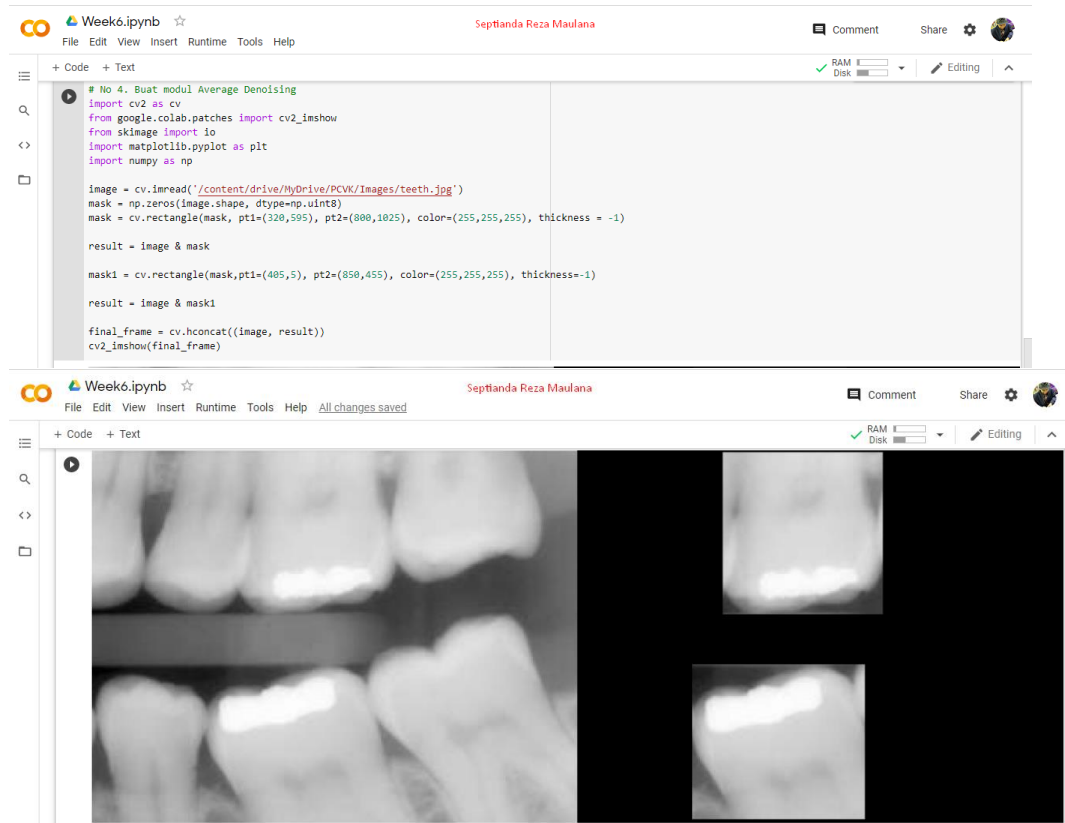 Week6.ipynb
Septianda Reza Maulana
Comment
Share
File Edit View Insert Runtime Tools Help
+ Code + Text
RAM
Disk
Editing
# No 4. Buat modul Average Denoising
import cv2 as cv
from google.colab.patches import cv2_imshow
from skimage import io
import matplotlib.pyplot as plt
import numpy as np
image = cv.imread('/content/drive/MyDrive/PCVK/Images/teeth.jpg')
mask = np.zeros(image.shape, dtype=np.uint8)
mask = cv.rectangle(mask, pt1=(320,595), pt2=(800,1025), color=(255,255,255), thickness = -1)
result = image & mask
mask1 = cv.rectangle(mask,pt1=(405,5), pt2=(850,455), color=(255,255,255), thickness=-1)
result = image & mask1
final_frame = cv.hconcat((image, result))
cv2_imshow(final_frame)
Week6.ipynb
Septianda Reza Maulana
Comment
Share
File Edit View Insert Runtime Tools Help All changes saved
+ Code + Text
RAM
Disk
Editing